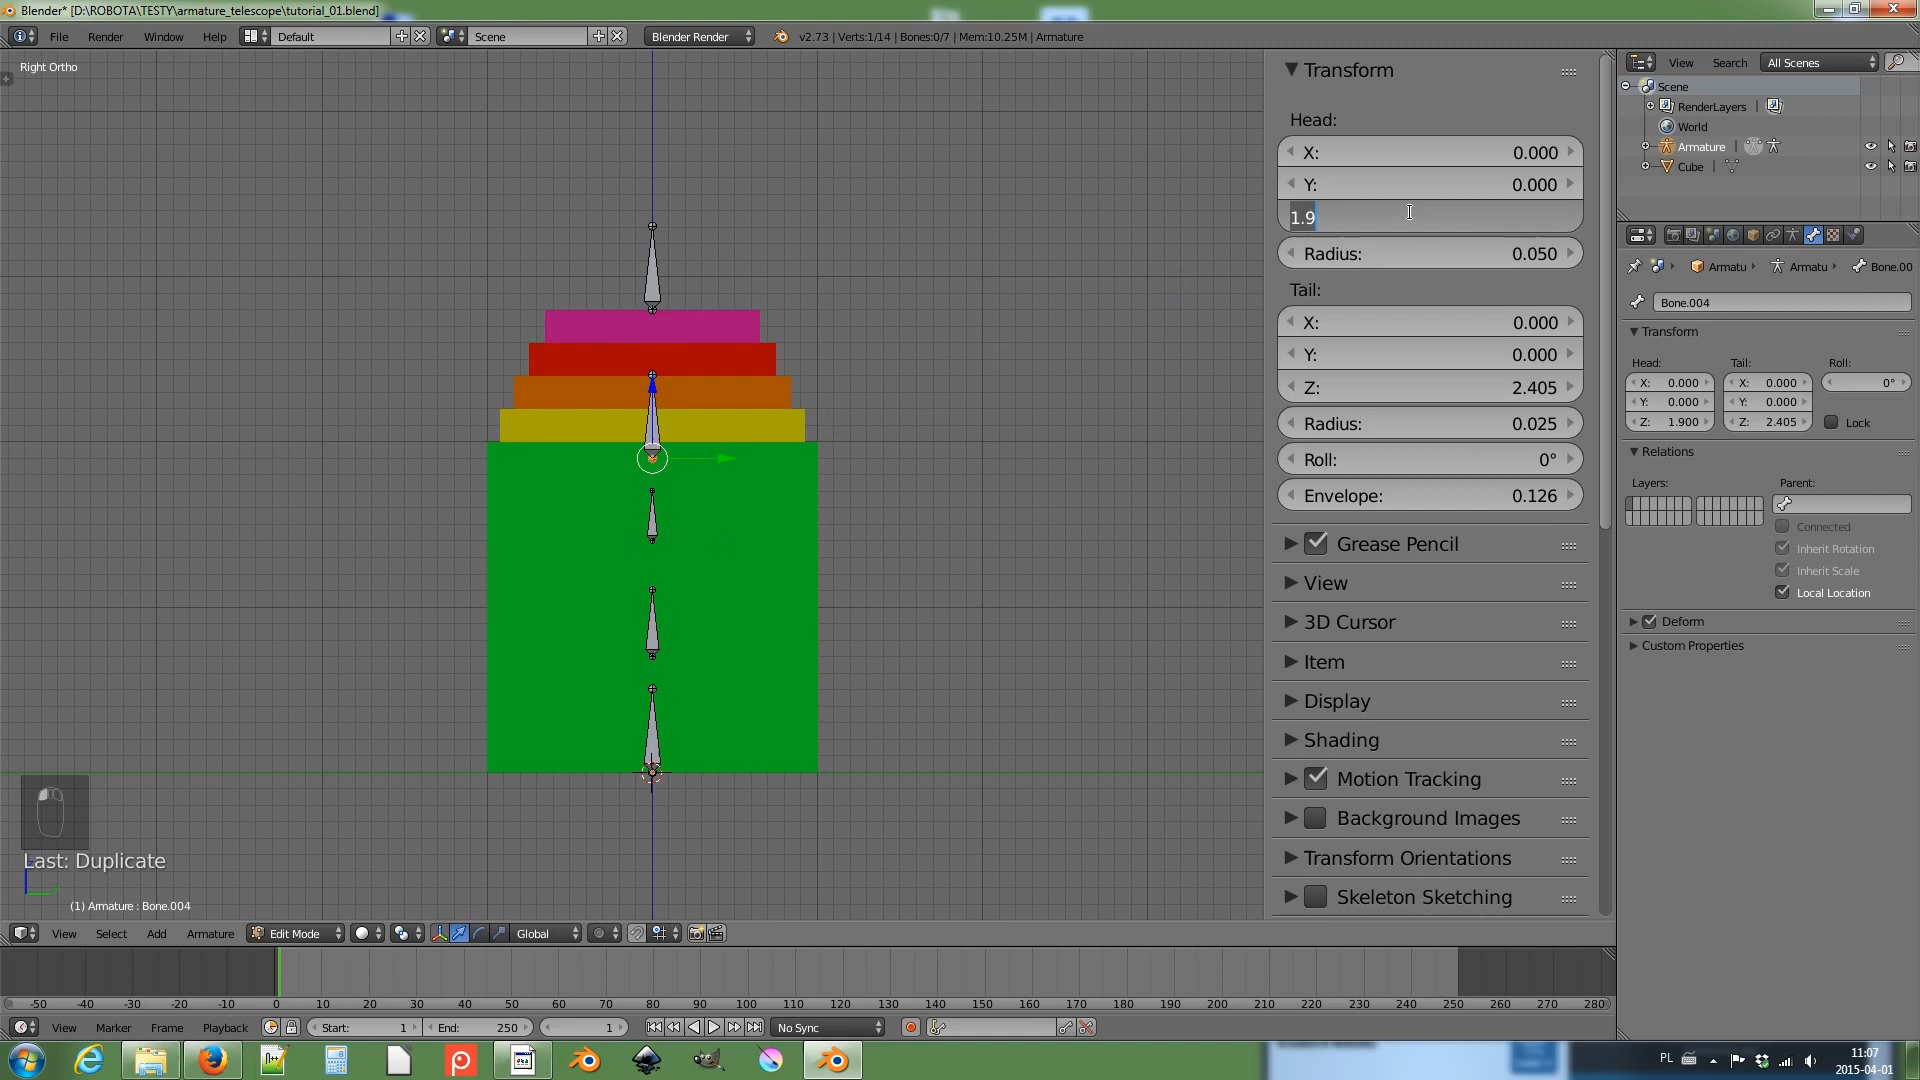 Blender* [D:\ROBOTA\TESTY\armature_telescope\tutorial_01.blend]
File Render Window Help Default Scene Blender Render v2.73 | Verts:1/14 | Bones:0/7 | Mem:10.25M | Armature
Right Ortho
Last: Duplicate
(1) Armature : Bone.004
Transform
Head:
X: 0.000
Y: 0.000
1.9
Radius: 0.050
Tail:
X: 0.000
Y: 0.000
Z: 2.405
Radius: 0.025
Roll: 0°
Envelope: 0.126
Grease Pencil
View
3D Cursor
Item
Display
Shading
Motion Tracking
Background Images
Transform Orientations
Skeleton Sketching
View Search All Scenes
Scene
RenderLayers |
World
Armature |
Cube |
Armatu Armatu Bone.00
Bone.004
Transform
Head: Tail: Roll:
X: 0.000 X: 0.000 0°
Y: 0.000 Y: 0.000
Z: 1.900 Z: 2.405 Lock
Relations
Layers: Parent:
Connected
Inherit Rotation
Inherit Scale
Local Location
Deform
Custom Properties
View Select Add Armature Edit Mode Global
-50 -40 -30 -20 -10 0 10 20 30 40 50 60 70 80 90 100 110 120 130 140 150 160 170 180 190 200 210 220 230 240 250 260 270 280
View Marker Frame Playback Start: 1 End: 250 1 No Sync
PL 11:07
2015-04-01